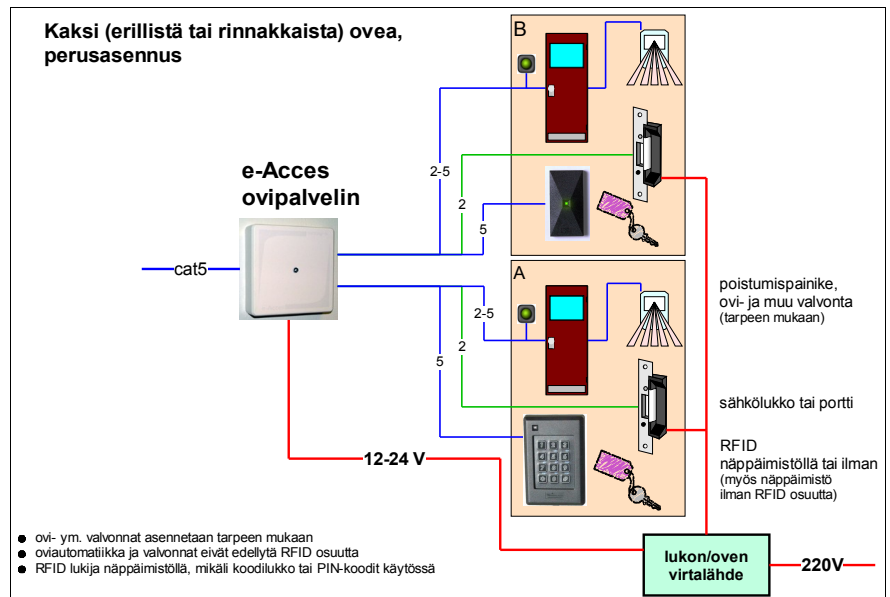 Kaksi (erillistä tai rinnakkaista) ovea,
perusasennus
B
e-Acces
ovipalvelin
2-5
2
5
cat5
A
2-5
2
5
poistumispainike,
ovi- ja muu valvonta
(tarpeen mukaan)
sähkölukko tai portti
RFID
näppäimistöllä tai ilman
(myös näppäimistö
ilman RFID osuutta)
12-24 V
ovi- ym. valvonnat asennetaan tarpeen mukaan
oviautomatiikka ja valvonnat eivät edellytä RFID osuutta
RFID lukija näppäimistöllä, mikäli koodilukko tai PIN-koodit käytössä
lukon/oven
virtalähde
220V